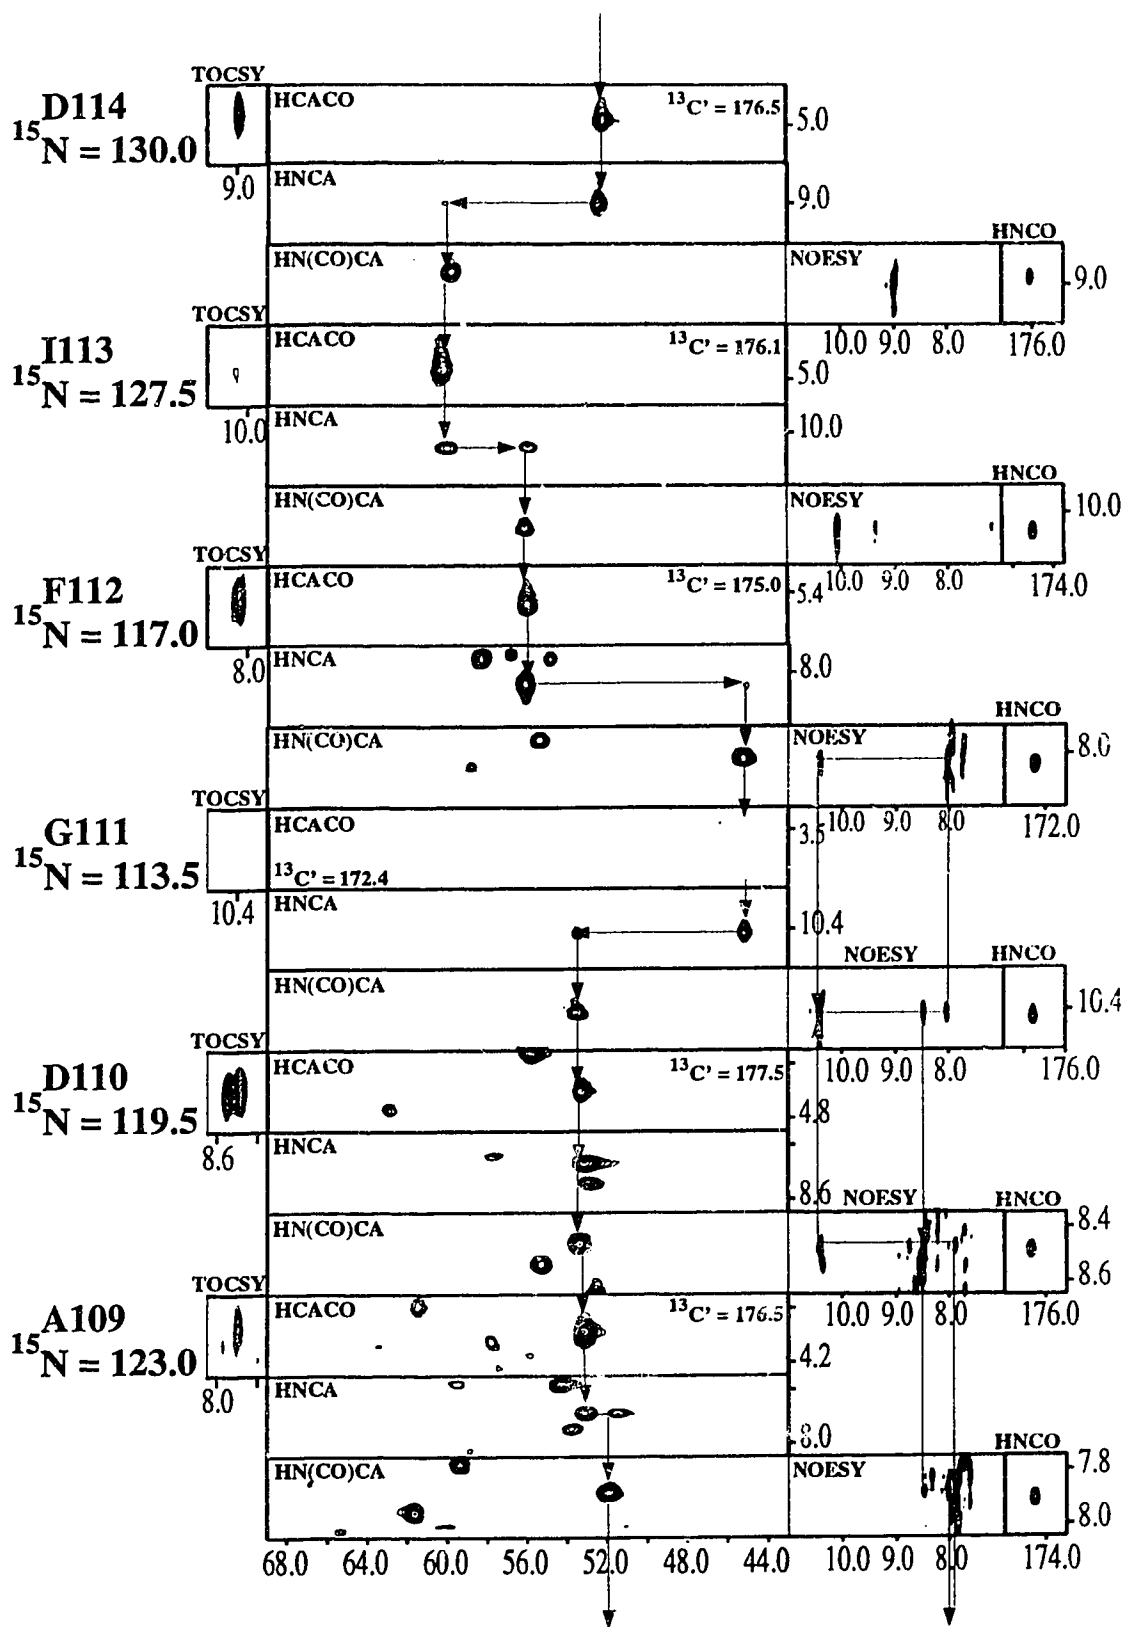 TOCSY
D114
15N = 130.0
9.0
HCACO
13C' = 176.5
5.0
HNCA
9.0
HN(CO)CA
NOESY
HNCO
9.0
10.0 9.0 8.0
176.0
TOCSY
I113
15N = 127.5
10.0
HCACO
13C' = 176.1
5.0
HNCA
10.0
HN(CO)CA
NOESY
HNCO
10.0
10.0 9.0 8.0
174.0
TOCSY
F112
15N = 117.0
8.0
HCACO
13C' = 175.0
5.4
HNCA
8.0
HN(CO)CA
NOESY
HNCO
8.0
10.0 9.0 8.0
172.0
TOCSY
G111
15N = 113.5
10.4
HCACO
13C' = 172.4
3.5
HNCA
10.4
HN(CO)CA
NOESY
HNCO
10.4
10.0 9.0 8.0
176.0
TOCSY
D110
15N = 119.5
8.6
HCACO
13C' = 177.5
4.8
HNCA
8.6
HN(CO)CA
NOESY
HNCO
8.4
8.6
10.0 9.0 8.0
176.0
TOCSY
A109
15N = 123.0
8.0
HCACO
13C' = 176.5
4.2
HNCA
8.0
HN(CO)CA
NOESY
HNCO
7.8
8.0
68.0 64.0 60.0 56.0 52.0 48.0 44.0
10.0 9.0 8.0
174.0